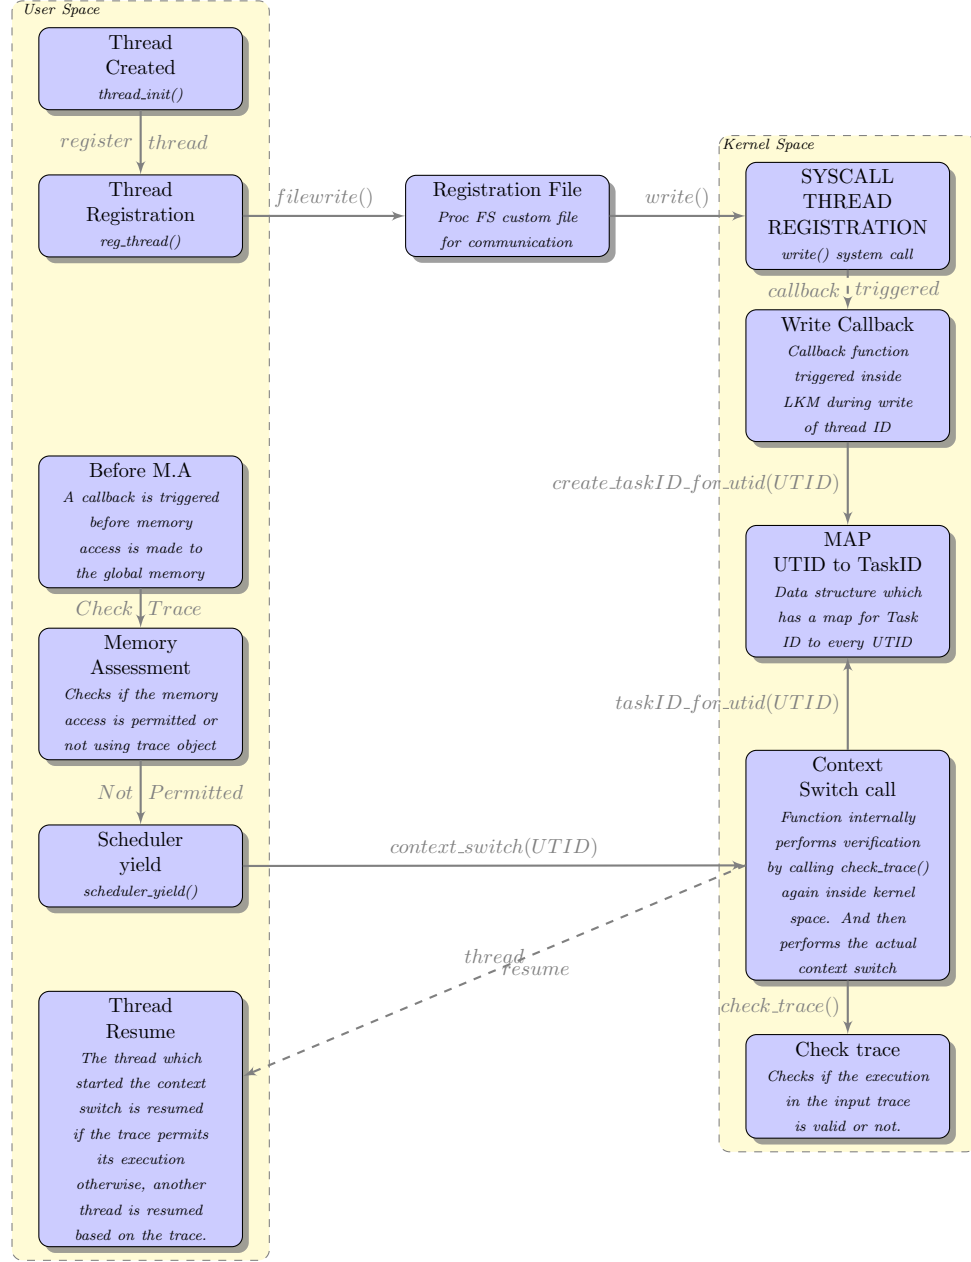 User Space
Thread
Created
thread_init()
register thread
Thread
Registration
reg_thread()
filewrite()
Registration File
Proc FS custom file
for communication
write()
Kernel Space
SYSCALL
THREAD
REGISTRATION
write() system call
callback triggered
Write Callback
Callback function
triggered inside
LKM during write
of thread ID
create_taskID_for_utid(UTID)
MAP
UTID to TaskID
Data structure which
has a map for Task
ID to every UTID
taskID_for_utid(UTID)
Before M.A
A callback is triggered
before memory
access is made to
the global memory
Check Trace
Memory
Assessment
Checks if the memory
access is permitted or
not using trace object
Not Permitted
Scheduler
yield
scheduler_yield()
context_switch(UTID)
Context
Switch call
Function internally
performs verification
by calling check_trace()
again inside kernel
space. And then
performs the actual
context switch
thread
resume
check_trace()
Check trace
Checks if the execution
in the input trace
is valid or not.
Thread
Resume
The thread which
started the context
switch is resumed
if the trace permits
its execution
otherwise, another
thread is resumed
based on the trace.